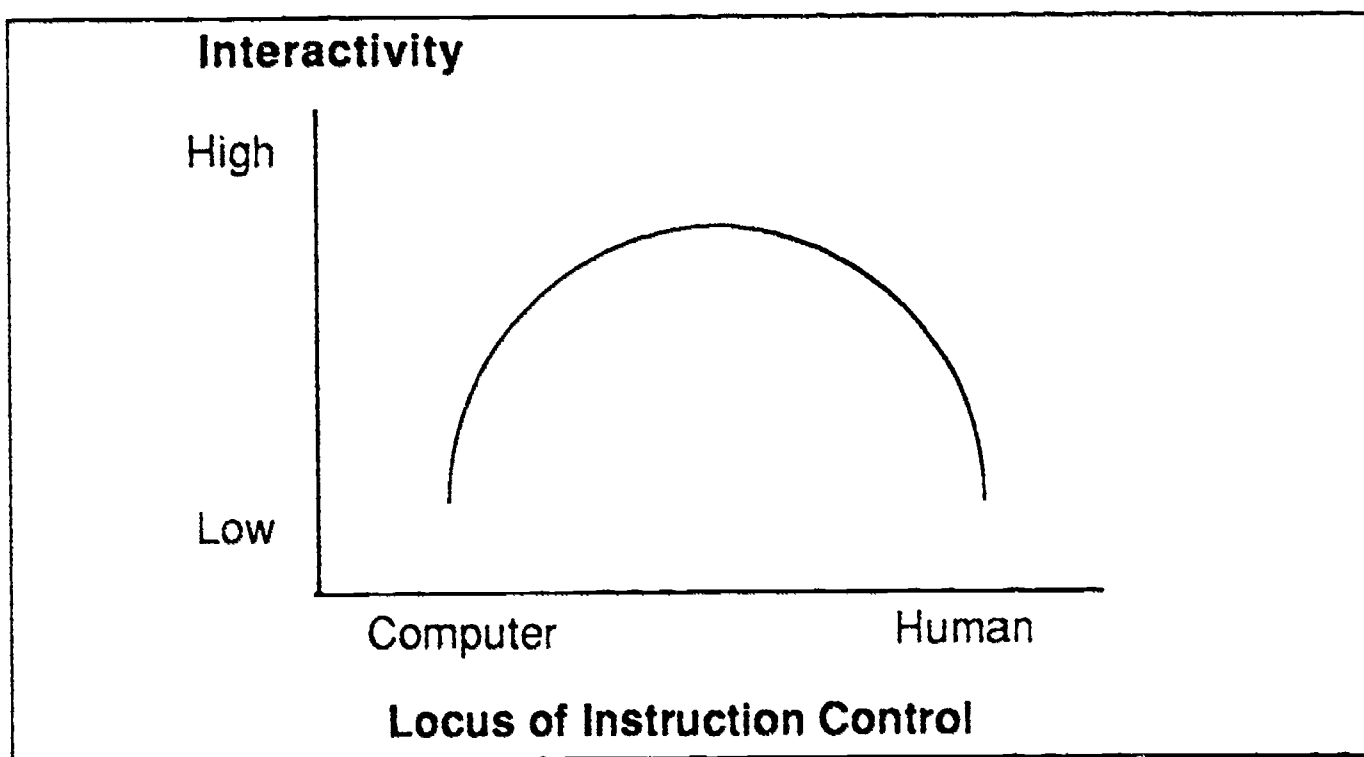 Interactivity
High
Low
Computer Human
Locus of Instruction Control